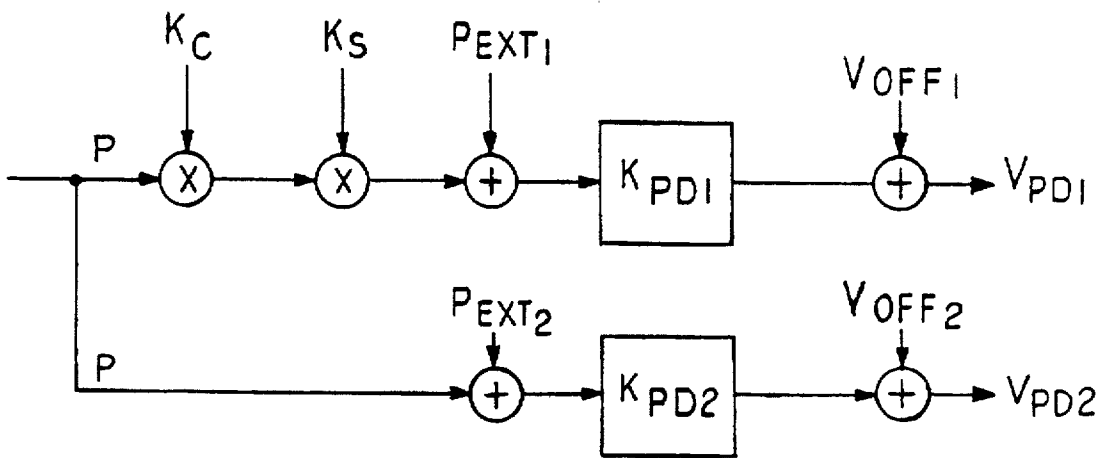 K_C
K_S
P_EXT1
V_OFF1
P
X
X
+
K_PD1
+
V_PD1
P_EXT2
V_OFF2
P
+
K_PD2
+
V_PD2